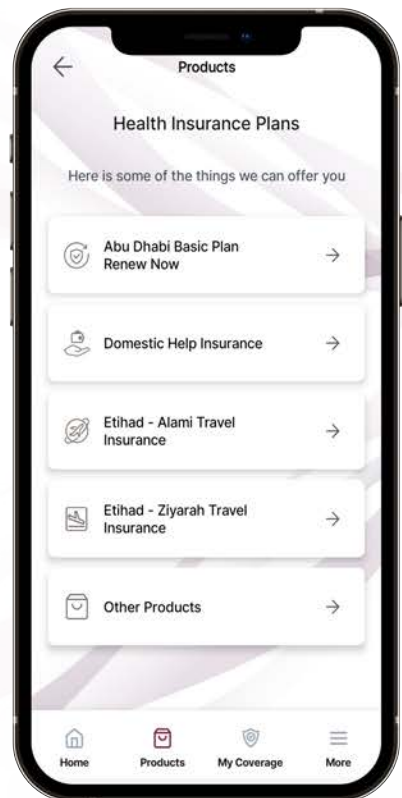 Products
Health Insurance Plans
Here is some of the things we can offer you
Abu Dhabi Basic Plan
Renew Now
Domestic Help Insurance
Etihad - Alami Travel
Insurance
Etihad - Ziyarah Travel
Insurance
Other Products
Home Products My Coverage More